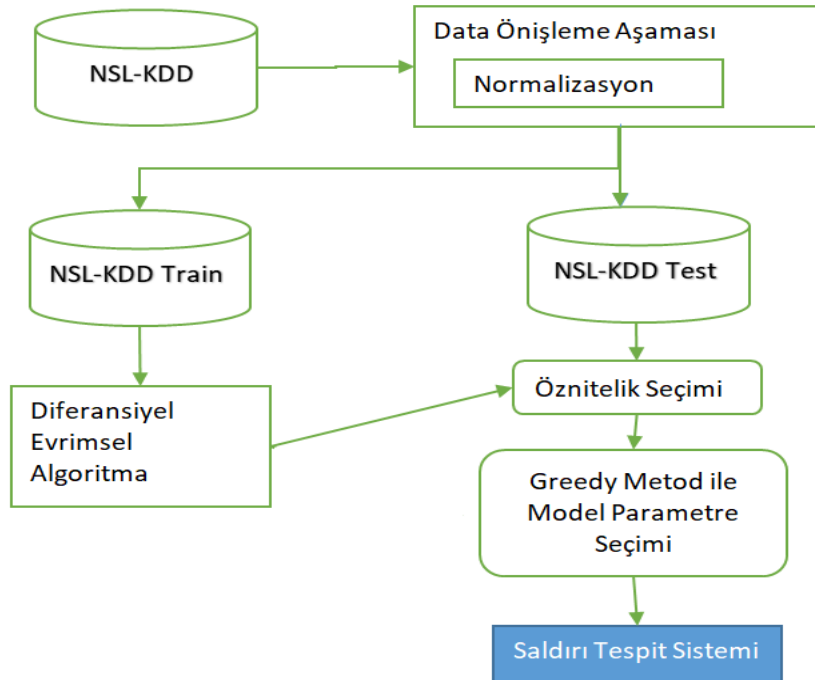 NSL-KDD
Data Önişleme Aşaması
Normalizasyon
NSL-KDD Train
NSL-KDD Test
Diferansiyel
Evrimsel
Algoritma
Öznitelik Seçimi
Greedy Metod ile
Model Parametre
Seçimi
Saldırı Tespit Sistemi